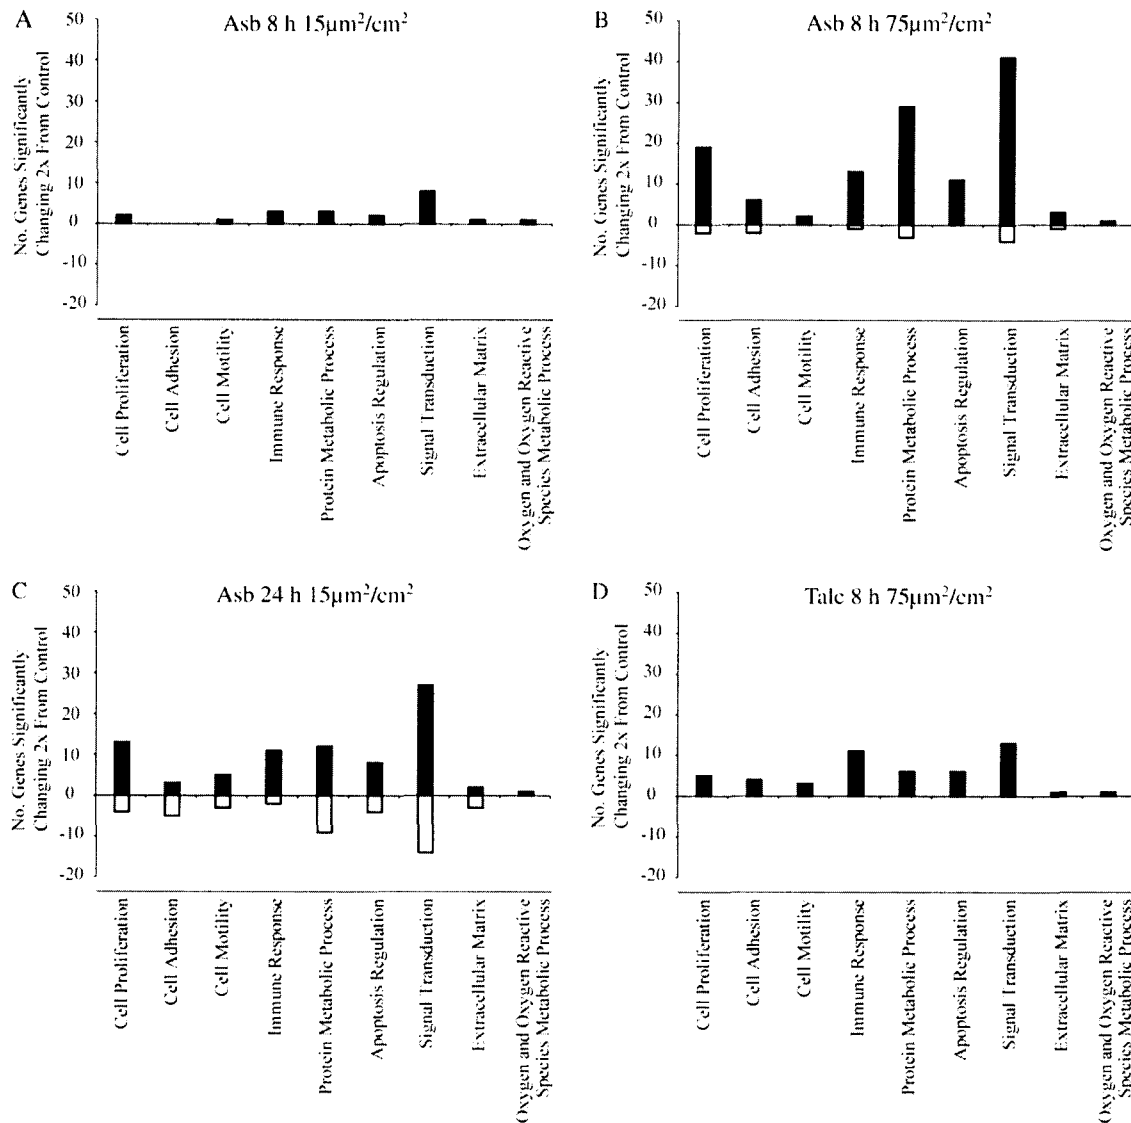 A
Asb 8 h 15µm²/cm²
No. Genes Significantly
Changing 2x From Control
50
40
30
20
10
0
-10
-20
Cell Proliferation
Cell Adhesion
Cell Motility
Immune Response
Protein Metabolic Process
Apoptosis Regulation
Signal Transduction
Extracellular Matrix
Oxygen and Oxygen Reactive
Species Metabolic Process
B
Asb 8 h 75µm²/cm²
No. Genes Significantly
Changing 2x From Control
50
40
30
20
10
0
-10
-20
Cell Proliferation
Cell Adhesion
Cell Motility
Immune Response
Protein Metabolic Process
Apoptosis Regulation
Signal Transduction
Extracellular Matrix
Oxygen and Oxygen Reactive
Species Metabolic Process
C
Asb 24 h 15µm²/cm²
No. Genes Significantly
Changing 2x From Control
50
40
30
20
10
0
-10
-20
Cell Proliferation
Cell Adhesion
Cell Motility
Immune Response
Protein Metabolic Process
Apoptosis Regulation
Signal Transduction
Extracellular Matrix
Oxygen and Oxygen Reactive
Species Metabolic Process
D
Talc 8 h 75µm²/cm²
No. Genes Significantly
Changing 2x From Control
50
40
30
20
10
0
-10
-20
Cell Proliferation
Cell Adhesion
Cell Motility
Immune Response
Protein Metabolic Process
Apoptosis Regulation
Signal Transduction
Extracellular Matrix
Oxygen and Oxygen Reactive
Species Metabolic Process